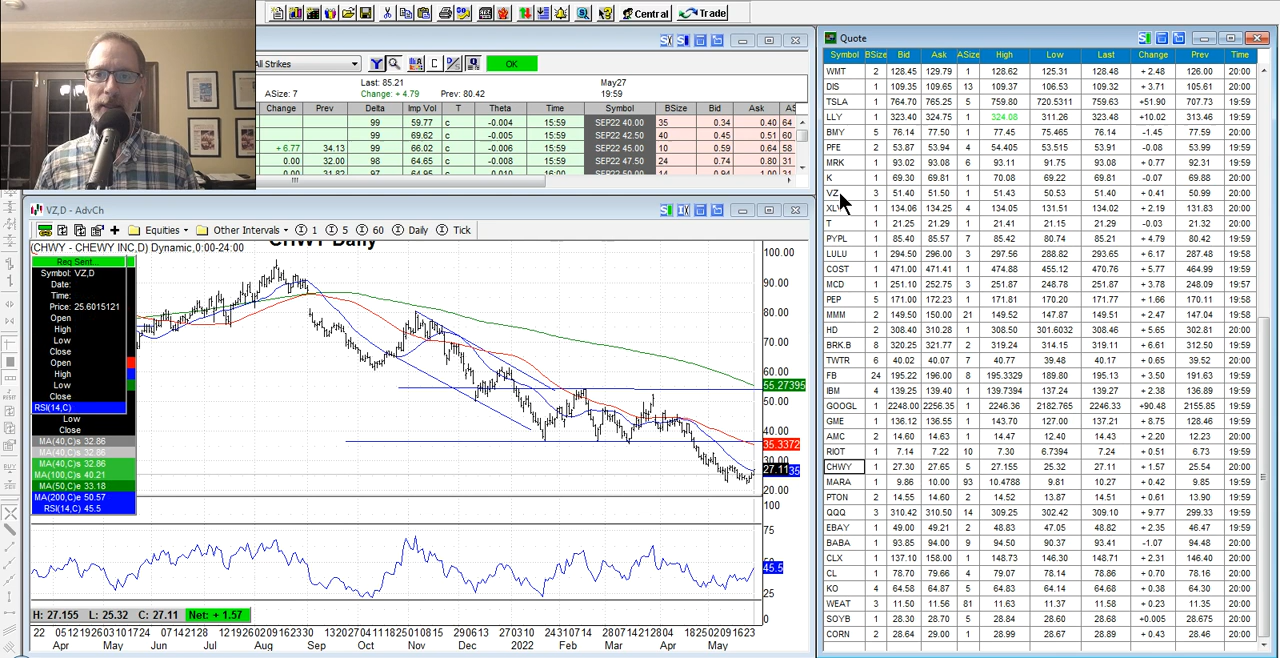 Central
Trade
All Strikes
OK
ASize: 7
Last: 85.21
Change: + 4.79
Prev: 80.42
May27
19:59
Change Prev Delta Imp Vol T Theta Time Symbol BSize Bid Ask AS
99 59.77 c -0.004 15:59 SEP22 40.00 35 0.34 0.40 64
99 69.62 c -0.005 15:59 SEP22 42.50 40 0.45 0.51 60
+ 6.77 34.13 99 66.02 c -0.006 15:59 SEP22 45.00 10 0.59 0.64 58
0.00 32.00 98 64.65 c -0.008 15:59 SEP22 47.50 24 0.74 0.80 31
VZ,D - AdvCh
Equities Other Intervals 1 5 60 Daily Tick
(CHWY - CHEWY INC,D) Dynamic,0:00-24:00
CHWY Daily
Req Sent...
Symbol: VZ,D
Date:
Time:
Price: 25.6015121
Open
High
Low
Close
Open
High
Low
Close
RSI(14,C)
Low
Close
MA(40,C)s 32.86
MA(40,C)s 32.86
MA(40,C)s 32.86
MA(100,C)s 40.21
MA(50,C)e 33.18
MA(200,C)e 50.57
RSI(14,C) 45.5
100.00
90.00
80.00
70.00
55.27395
50.00
40.00
35.3372
30.00
27.1135
20.00
100
75
45.5
25
0
H: 27.155 L: 25.32 C: 27.11 Net: + 1.57
Apr May Jun Jul Aug Sep Oct Nov Dec 2022 Feb Mar Apr May
Quote
Symbol BSize Bid Ask ASize High Low Last Change Prev Time
WMT 2 128.45 129.79 1 128.62 125.31 128.48 + 2.48 126.00 20:00
DIS 1 109.35 109.65 13 109.37 106.53 109.32 + 3.71 105.61 20:00
TSLA 1 764.70 765.25 5 759.80 720.5311 759.63 +51.90 707.73 19:59
LLY 1 323.40 324.75 1 324.08 311.26 323.48 +10.02 313.46 19:59
BMY 5 76.14 77.50 1 77.45 75.465 76.14 -1.45 77.59 20:00
PFE 2 53.87 53.94 4 54.405 53.515 53.91 -0.08 53.99 20:00
MRK 1 93.02 93.08 6 93.11 91.75 93.08 + 0.77 92.31 20:00
K 1 69.30 69.81 1 70.08 69.22 69.81 -0.07 69.88 20:00
VZ 3 51.40 51.50 1 51.43 50.53 51.40 + 0.41 50.99 20:00
XLV 1 134.06 134.25 4 134.05 131.51 134.02 + 2.19 131.83 20:00
T 1 21.25 21.29 1 21.41 21.15 21.29 -0.03 21.32 20:00
PYPL 1 85.40 85.57 7 85.42 80.74 85.21 + 4.79 80.42 19:59
LULU 1 294.50 296.00 3 297.56 288.82 293.65 + 6.17 287.48 19:58
COST 1 471.00 471.41 1 474.88 455.12 470.76 + 5.77 464.99 19:58
MCD 1 251.10 252.75 3 251.87 248.78 251.87 + 3.78 248.09 19:57
PEP 5 171.00 172.23 1 171.81 170.20 171.77 + 1.66 170.11 19:58
MMM 2 149.50 150.00 21 149.52 147.87 149.51 + 2.47 147.04 19:58
HD 2 308.40 310.28 1 308.50 301.6032 308.46 + 5.65 302.81 20:00
BRK.B 8 320.25 321.77 2 319.24 314.15 319.11 + 6.61 312.50 19:59
TWTR 6 40.02 40.07 7 40.77 39.48 40.17 + 0.65 39.52 20:00
FB 24 195.22 196.00 8 195.3329 189.80 195.13 + 3.50 191.63 19:59
IBM 4 139.25 139.40 1 139.7394 137.24 139.27 + 2.38 136.89 19:59
GOOGL 1 2248.00 2256.35 1 2246.36 2182.765 2246.33 +90.48 2155.85 19:59
GME 1 136.12 136.55 1 143.70 127.00 137.21 + 8.75 128.46 19:59
AMC 2 14.60 14.63 1 14.47 12.40 14.43 + 2.20 12.23 20:00
RIOT 1 7.14 7.22 10 7.30 6.7394 7.24 + 0.51 6.73 19:59
CHWY 1 27.30 27.65 5 27.155 25.32 27.11 + 1.57 25.54 20:00
MARA 1 9.86 10.00 93 10.4788 9.81 10.27 + 0.42 9.85 19:59
PTON 2 14.55 14.60 2 14.52 13.87 14.51 + 0.61 13.90 19:59
QQQ 3 310.42 310.50 14 309.25 302.42 309.10 + 9.77 299.33 19:59
EBAY 1 49.00 49.21 2 48.83 47.05 48.82 + 2.35 46.47 19:59
BABA 1 93.85 94.00 9 94.50 90.37 93.41 -1.07 94.48 20:00
CLX 1 137.10 158.00 1 148.73 146.30 148.71 + 2.31 146.40 20:00
CL 1 78.70 79.66 4 79.07 78.14 78.86 + 0.70 78.16 20:00
KO 4 64.58 64.87 5 64.83 64.14 64.68 + 0.38 64.30 20:00
WEAT 3 11.50 11.56 81 11.63 11.37 11.58 + 0.23 11.35 20:00
SOYB 1 28.30 28.70 5 28.84 28.60 28.68 +0.005 28.675 20:00
CORN 2 28.64 29.00 1 28.99 28.67 28.89 + 0.43 28.46 20:00